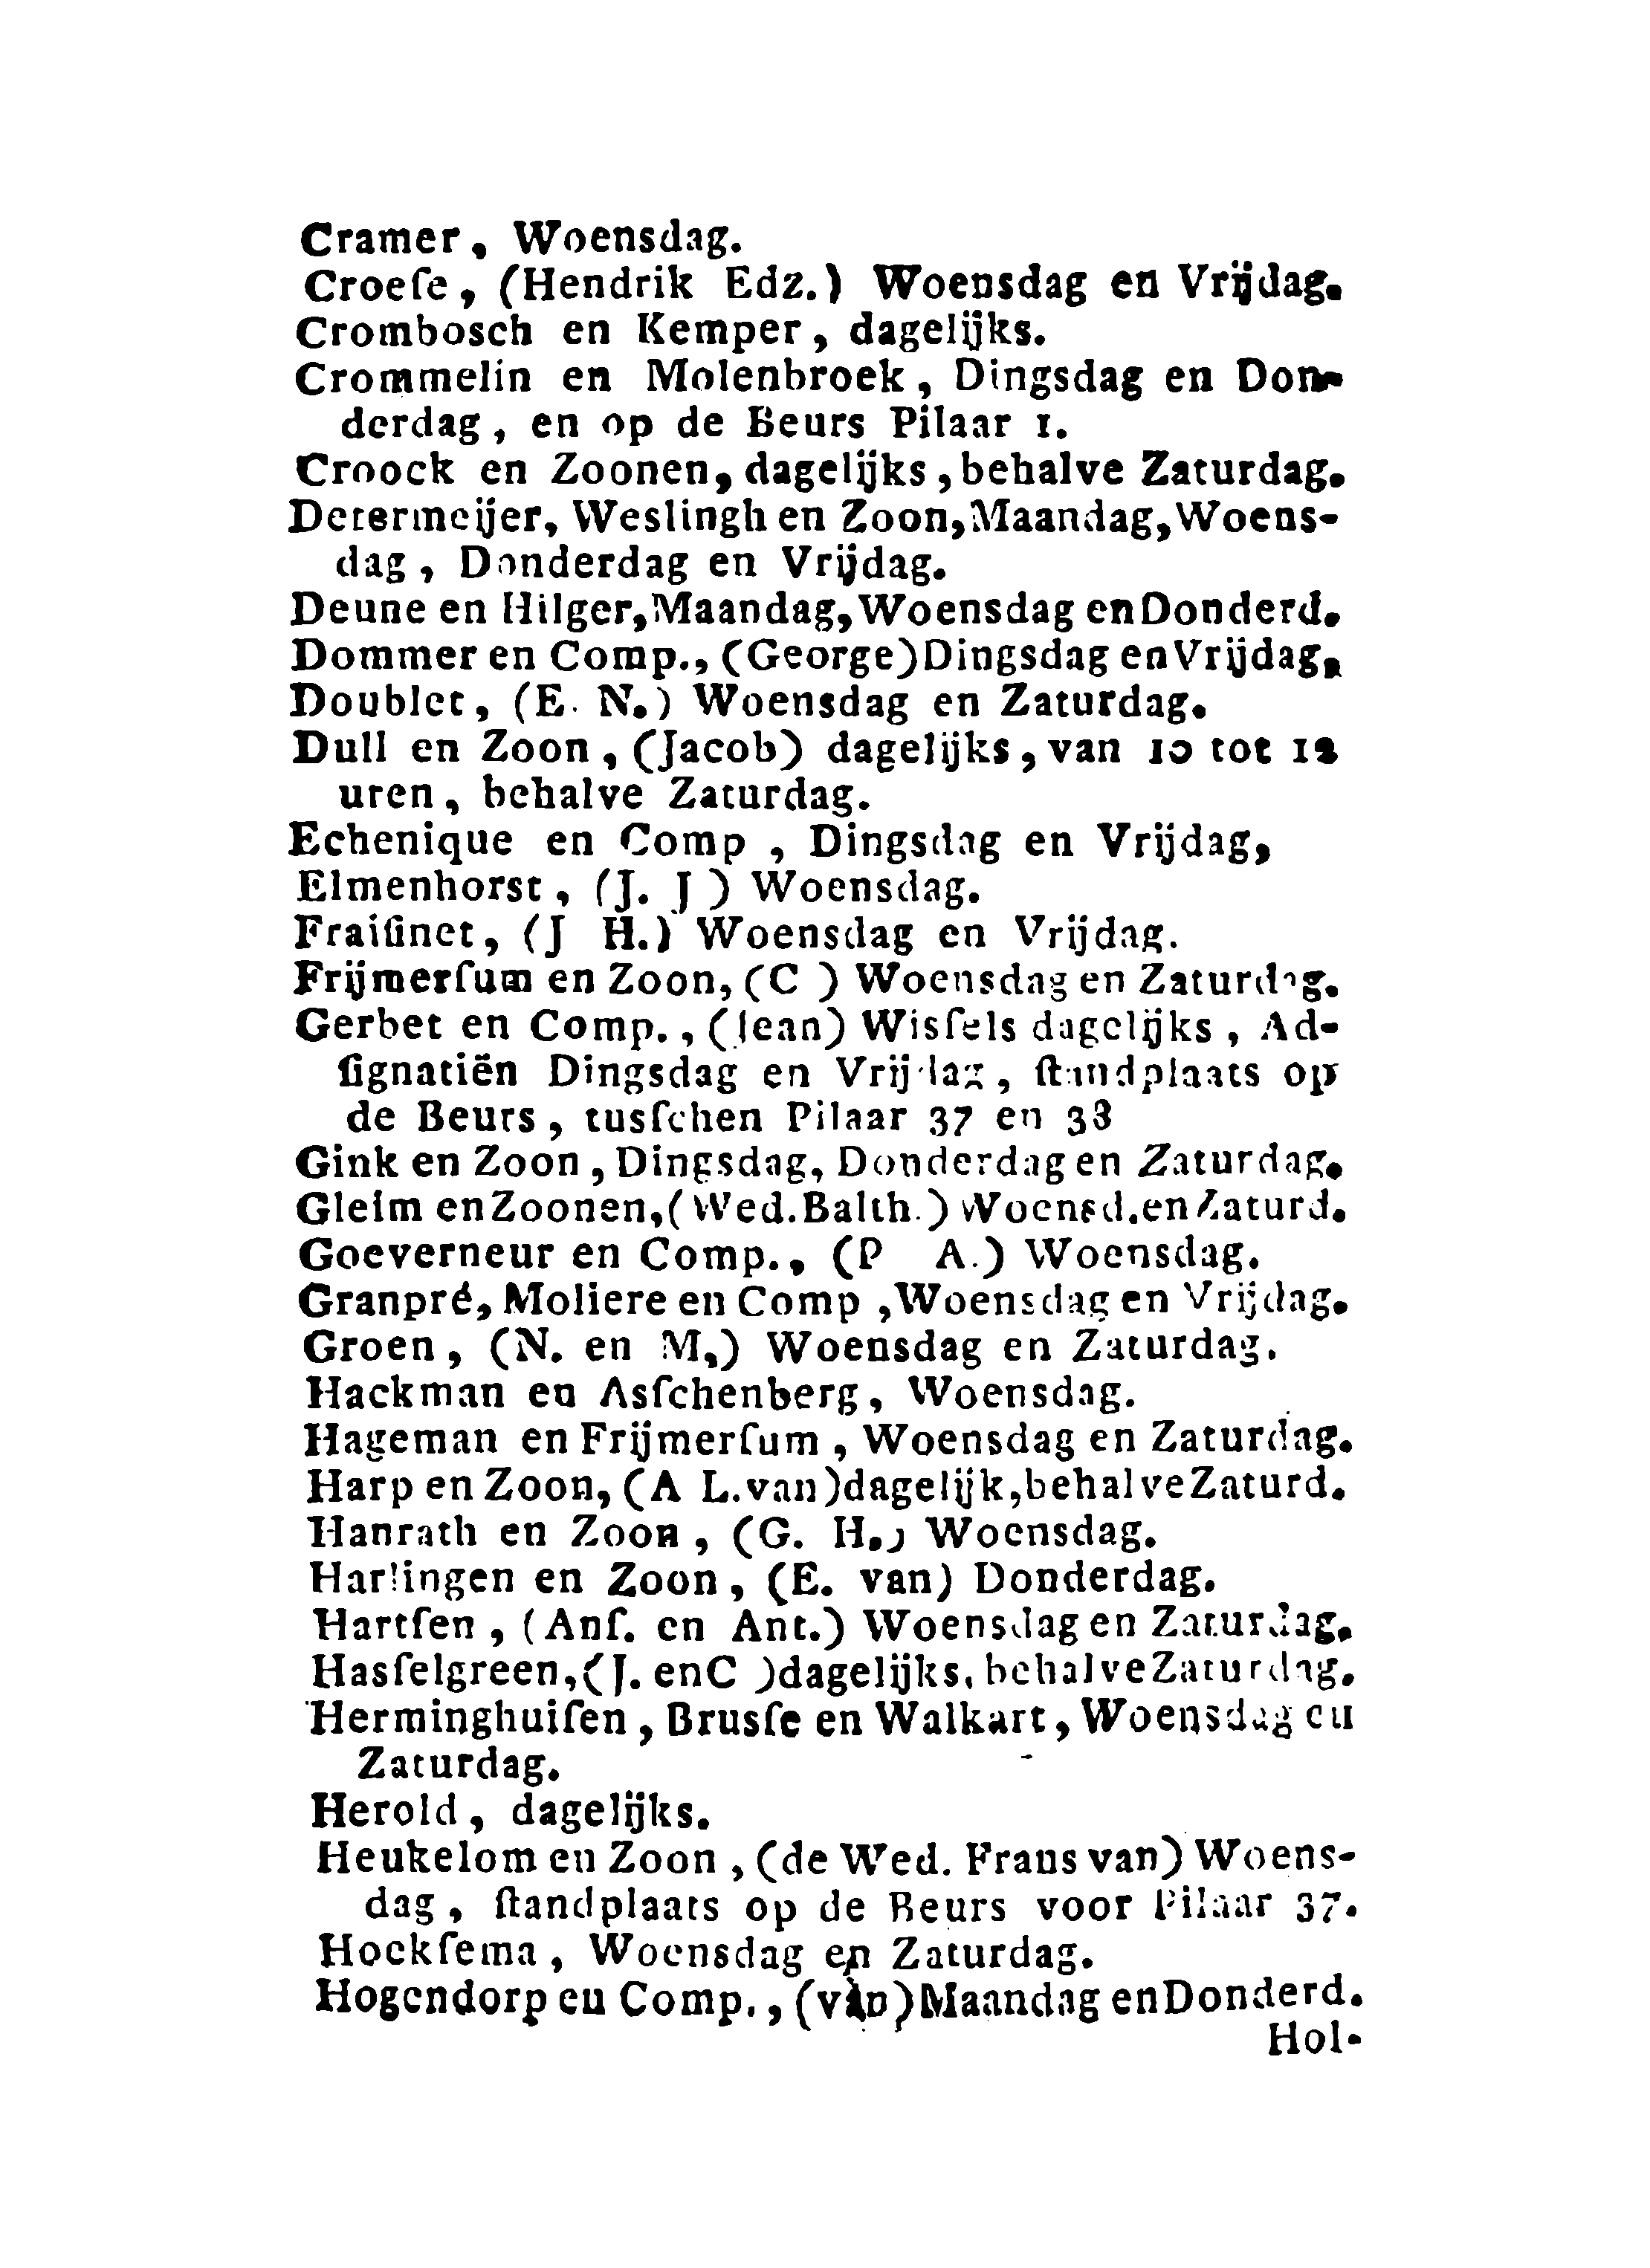 Cramer, Woensdag.
Croeſe, (Hendrik Edz.) Woensdag en Vrijdag.
Crombosch en Kemper, dagelijks.
Crommelin en Molenbroek, Dingsdag en Don-
derdag, en op de Beurs Pilaar 1.
Croock en Zoonen, dagelijks, behalve Zaturdag.
Determeijer, Weslingh en Zoon, Maandag, Woens-
dag, Donderdag en Vrijdag.
Deune en Hilger, Maandag, Woensdag en Donderd.
Dommer en Comp., (George) Dingsdag en Vrijdag.
Doublet, (E. N.) Woensdag en Zaturdag.
Dull en Zoon, (Jacob) dagelijks, van 10 tot 12
uren, behalve Zaturdag.
Echenique en Comp, Dingsdag en Vrijdag,
Elmenhorst, (J. J) Woensdag.
Fraiſinet, (J H.) Woensdag en Vrijdag.
Frijmerſum en Zoon, (C ) Woensdag en Zaturdag.
Gerbet en Comp., (Jean) Wisſels dagelijks, Ad-
ſignatiën Dingsdag en Vrijdag, ſtandplaats op
de Beurs, tusſchen Pilaar 37 en 38
Gink en Zoon, Dingsdag, Donderdag en Zaturdag.
Gleim en Zoonen, (Wed. Balth.) Woensd. en Zaturd.
Goeverneur en Comp., (P A.) Woensdag.
Granpré, Moliere en Comp, Woensdag en Vrijdag.
Groen, (N. en M,) Woensdag en Zaturdag.
Hackman en Asſchenberg, Woensdag.
Hageman en Frijmerſum, Woensdag en Zaturdag.
Harp en Zoon, (A L. van) dagelijk, behalve Zaturd.
Hanrath en Zoon, (G. H.) Woensdag.
Harlingen en Zoon, (E. van) Donderdag.
Hartſen, (Anſ. en Ant.) Woensdag en Zaturdag.
Hasſelgreen, (J. en C ) dagelijks, behalve Zaturdag.
Herminghuiſen, Brusſe en Walkart, Woensdag en
Zaturdag.
Herold, dagelijks.
Heukelom en Zoon, (de Wed. Frans van) Woens-
dag, ſtandplaats op de Beurs voor Pilaar 37.
Hockſema, Woensdag en Zaturdag.
Hogendorp en Comp., (van) Maandag en Donderd.
Hol-